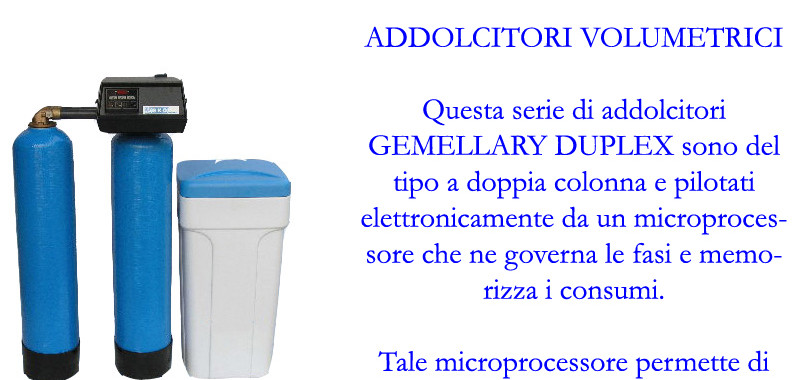 ADDOLCITORI VOLUMETRICI
Questa serie di addolcitori
GEMELLARY DUPLEX sono del
tipo a doppia colonna e pilotati
elettronicamente da un microproces-
sore che ne governa le fasi e memo-
rizza i consumi.
Tale microprocessore permette di